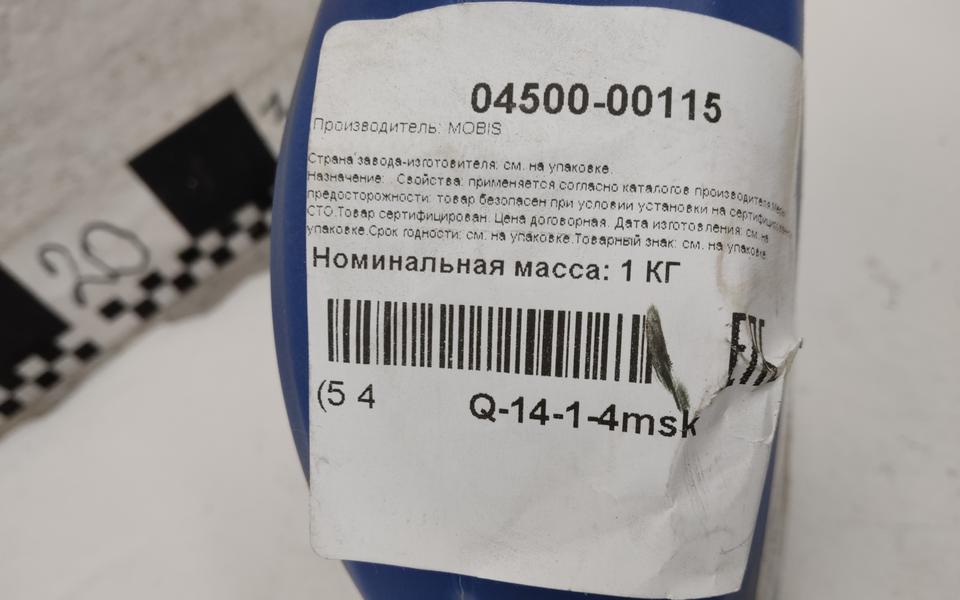 04500-00115
Производитель: MOBIS
Страна завода-изготовителя: см. на упаковке.
Назначение: Свойства: применяется согласно каталогов производителя.Меры
предосторожности: товар безопасен при условии установки на
СТО.Товар сертифицирован. Цена договорная. Дата изготовления: см. на
упаковке.Срок годности: см. на упаковке.Товарный знак: см. на упаковке.
Номинальная масса: 1 КГ
(5 4
Q-14-1-4msk
20